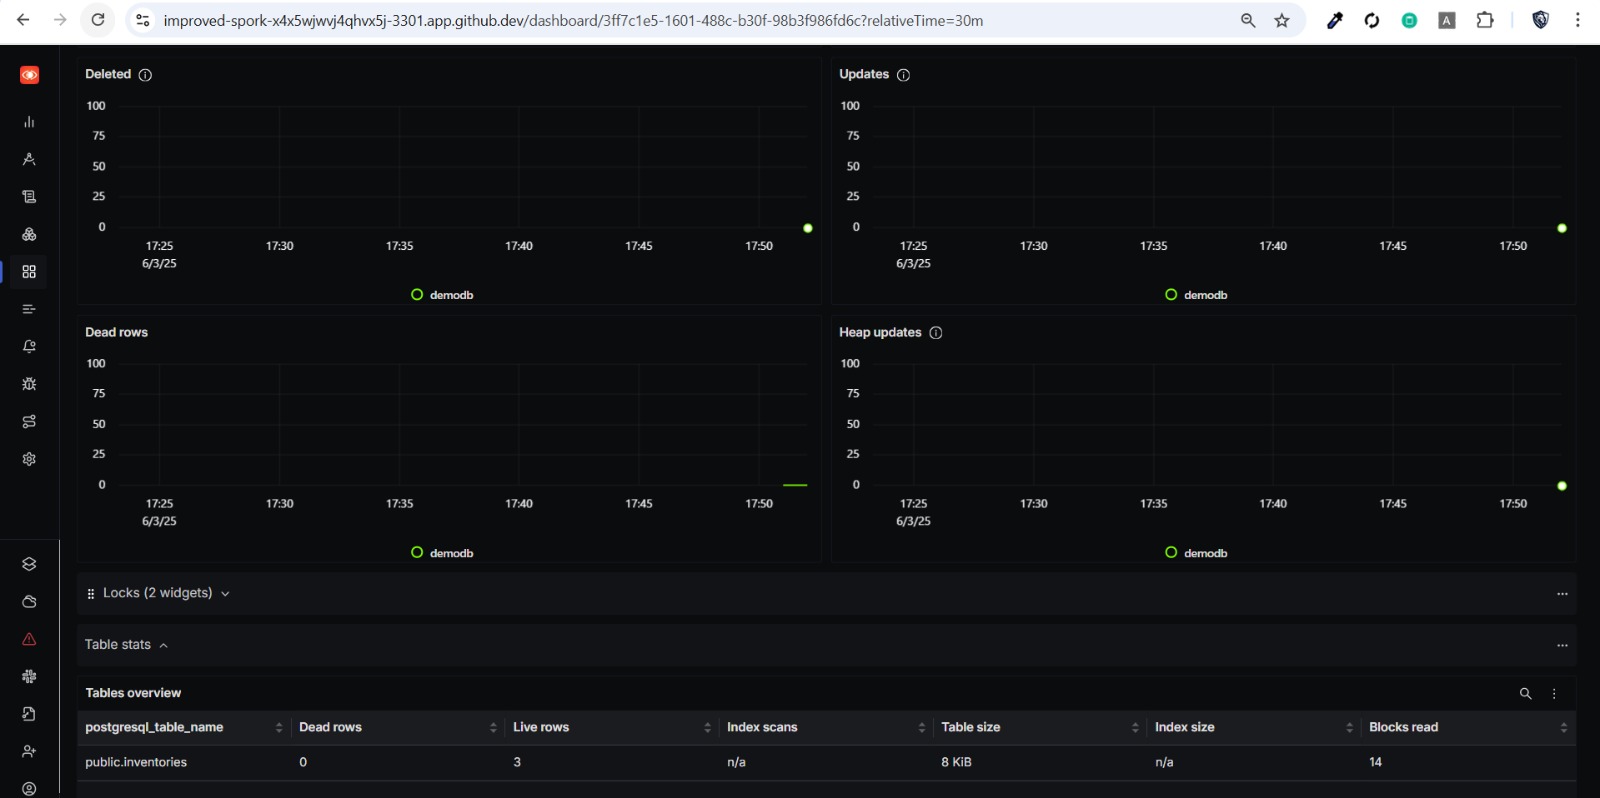 improved-spork-x4x5wjwvj4qhvx5j-3301.app.github.dev/dashboard/3ff7c1e5-1601-488c-b30f-98b3f986fd6c?relativeTime=30m
A
Deleted
100
75
50
25
0
17:25 17:30 17:35 17:40 17:45 17:50
6/3/25
demodb
Updates
100
75
50
25
0
17:25 17:30 17:35 17:40 17:45 17:50
6/3/25
demodb
Dead rows
100
75
50
25
0
17:25 17:30 17:35 17:40 17:45 17:50
6/3/25
demodb
Heap updates
100
75
50
25
0
17:25 17:30 17:35 17:40 17:45 17:50
6/3/25
demodb
Locks (2 widgets)
Table stats
Tables overview
postgresql_table_name Dead rows Live rows Index scans Table size Index size Blocks read
public.inventories 0 3 n/a 8 KiB n/a 14